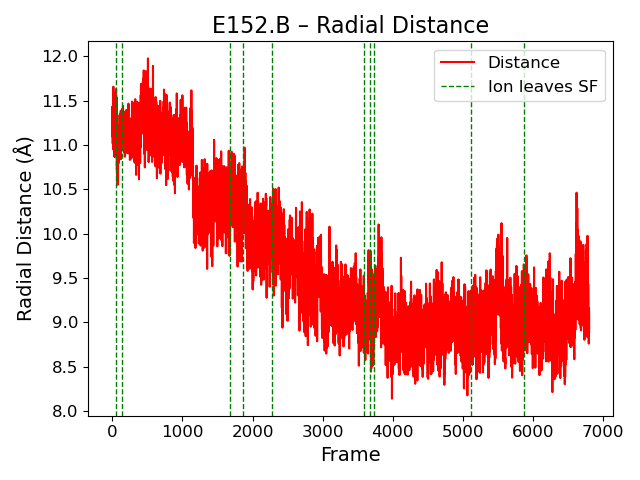 E152.B – Radial Distance
Distance
Ion leaves SF
Radial Distance (Å)
12.0
11.5
11.0
10.5
10.0
9.5
9.0
8.5
8.0
0 1000 2000 3000 4000 5000 6000 7000
Frame